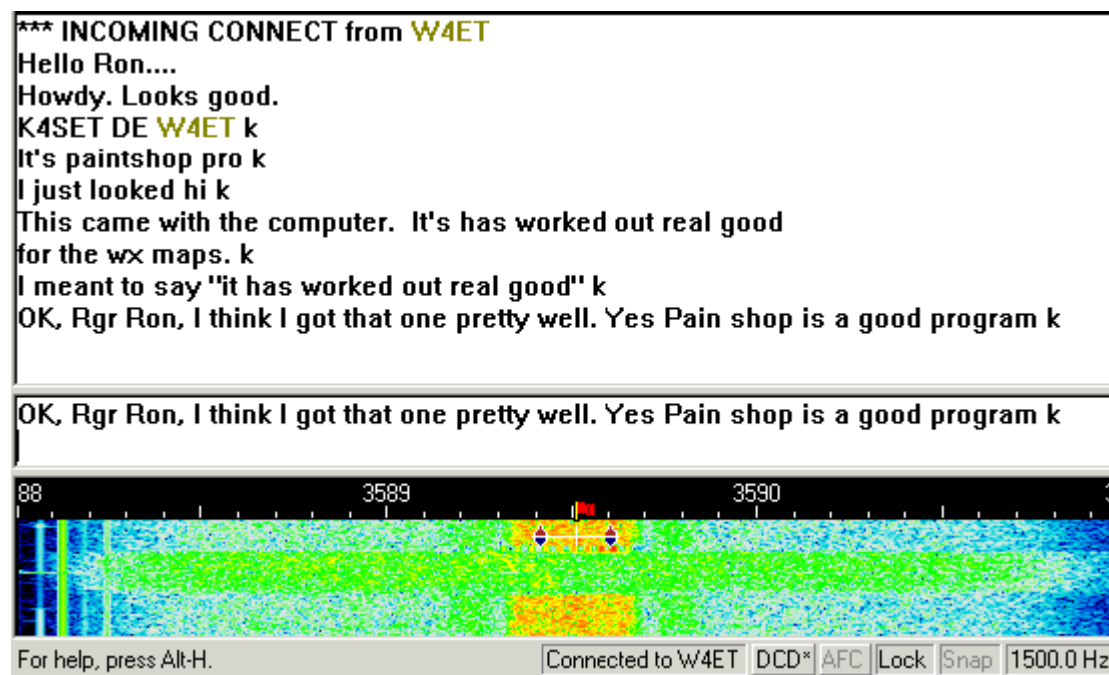 *** INCOMING CONNECT from W4ET
Hello Ron....
Howdy. Looks good.
K4SET DE W4ET k
It's paintshop pro k
I just looked hi k
This came with the computer.  It's has worked out real good
for the wx maps. k
I meant to say "it has worked out real good" k
OK, Rgr Ron, I think I got that one pretty well. Yes Pain shop is a good program k
OK, Rgr Ron, I think I got that one pretty well. Yes Pain shop is a good program k
88 3589 3590
For help, press Alt-H. Connected to W4ET DCD* AFC Lock Snap 1500.0 Hz